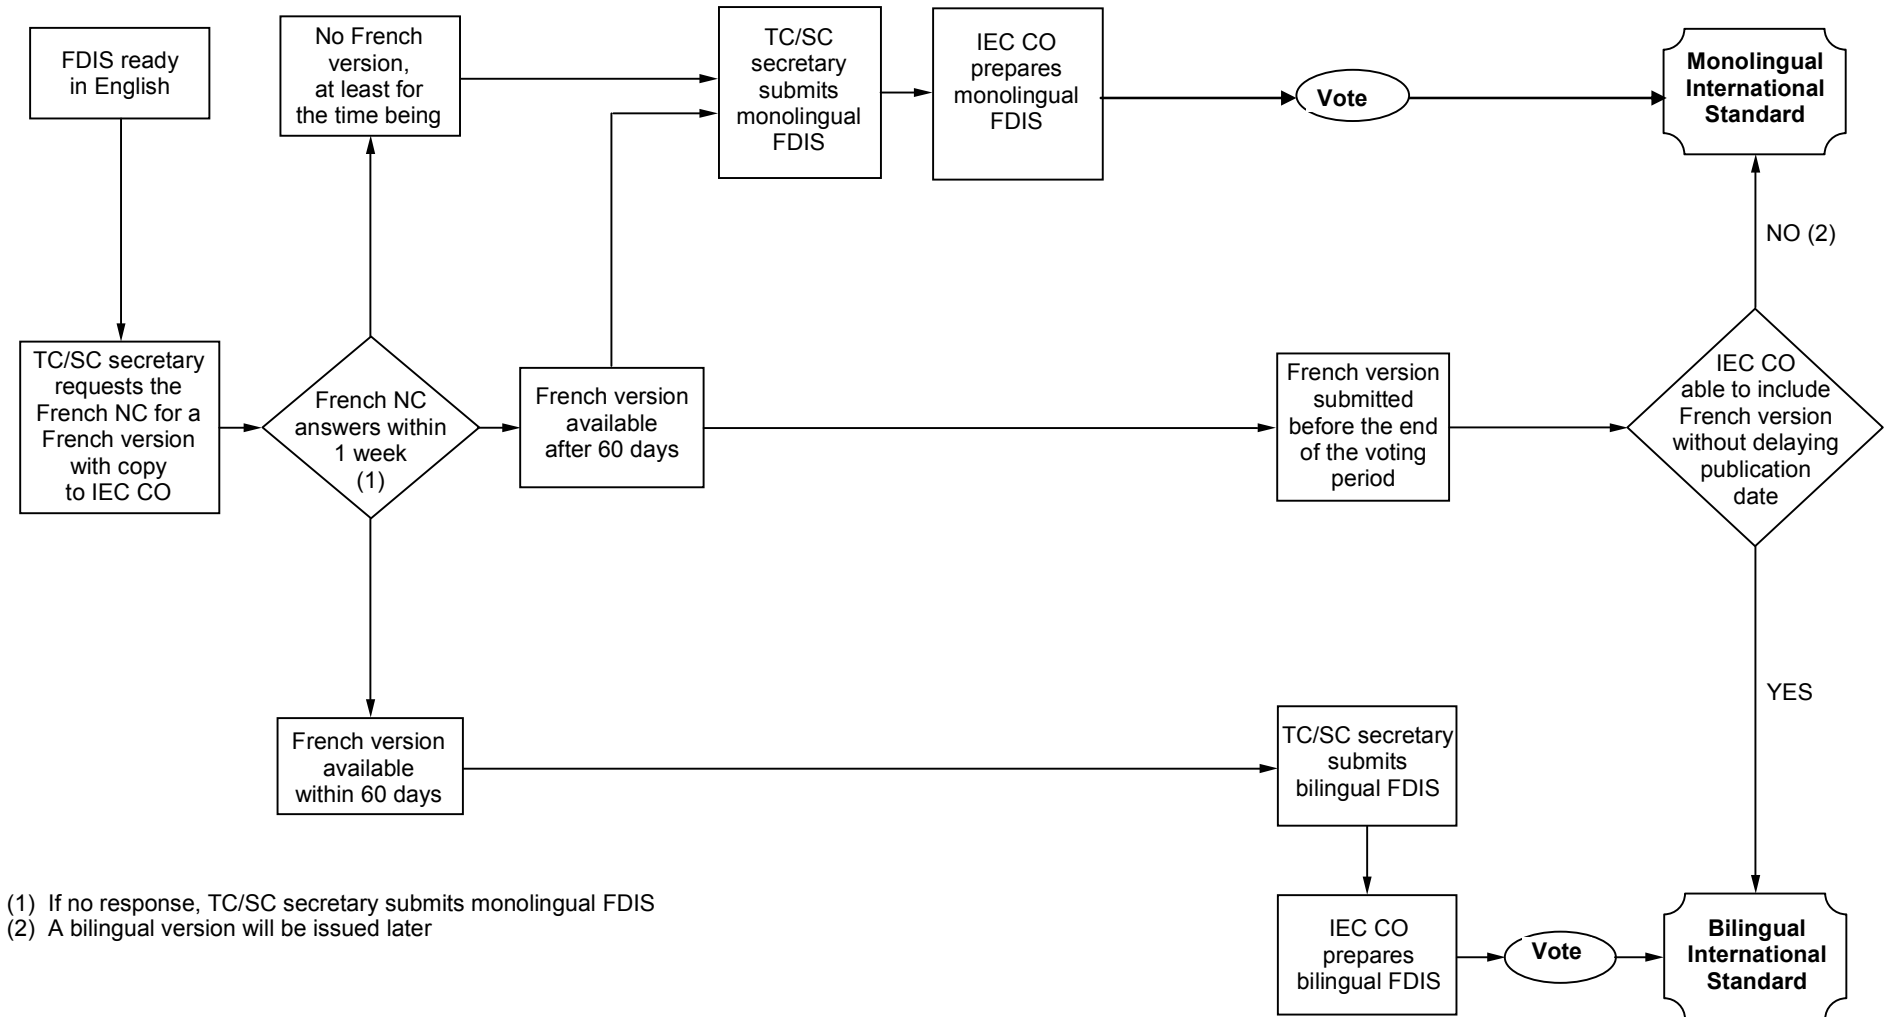 FDIS ready
in English
No French
version,
at least for
the time being
TC/SC
secretary
submits
monolingual
FDIS
IEC CO
prepares
monolingual
FDIS
Vote
Monolingual
International
Standard
NO (2)
TC/SC secretary
requests the
French NC for a
French version
with copy
to IEC CO
French NC
answers within
1 week
(1)
French version
available
after 60 days
French version
submitted
before the end
of the voting
period
IEC CO
able to include
French version
without delaying
publication
date
YES
French version
available
within 60 days
TC/SC secretary
submits
bilingual FDIS
IEC CO
prepares
bilingual FDIS
Vote
Bilingual
International
Standard
(1) If no response, TC/SC secretary submits monolingual FDIS
(2) A bilingual version will be issued later